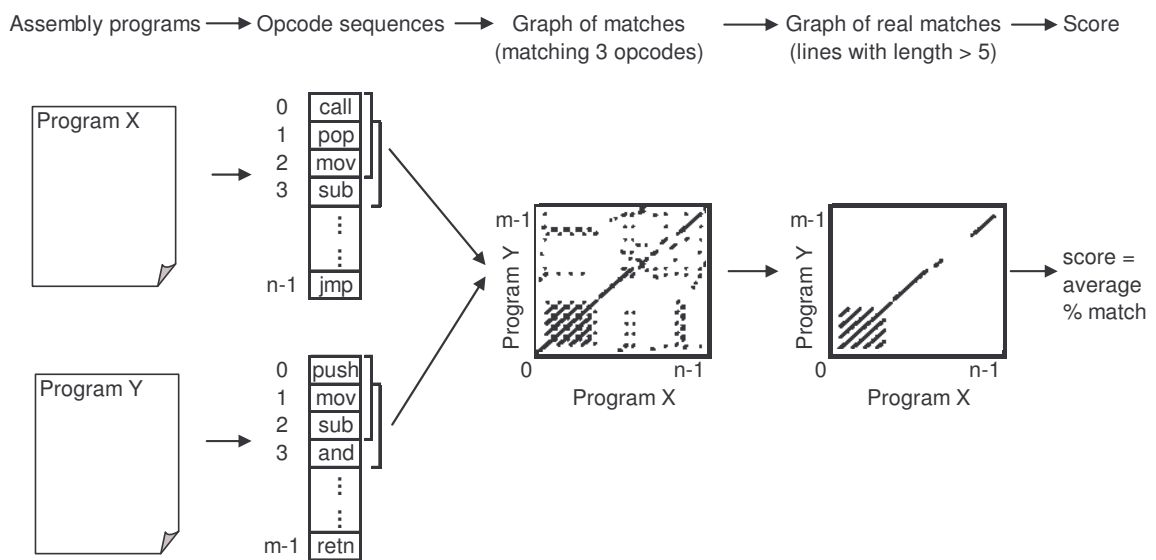 Assembly programs
Opcode sequences
Graph of matches
(matching 3 opcodes)
Graph of real matches
(lines with length > 5)
Score
Program X
0 call
1 pop
2 mov
3 sub
n-1 jmp
Program Y
0 push
1 mov
2 sub
3 and
m-1 retn
m-1
Program Y
0
n-1
Program X
m-1
Program Y
0
n-1
Program X
score =
average
% match